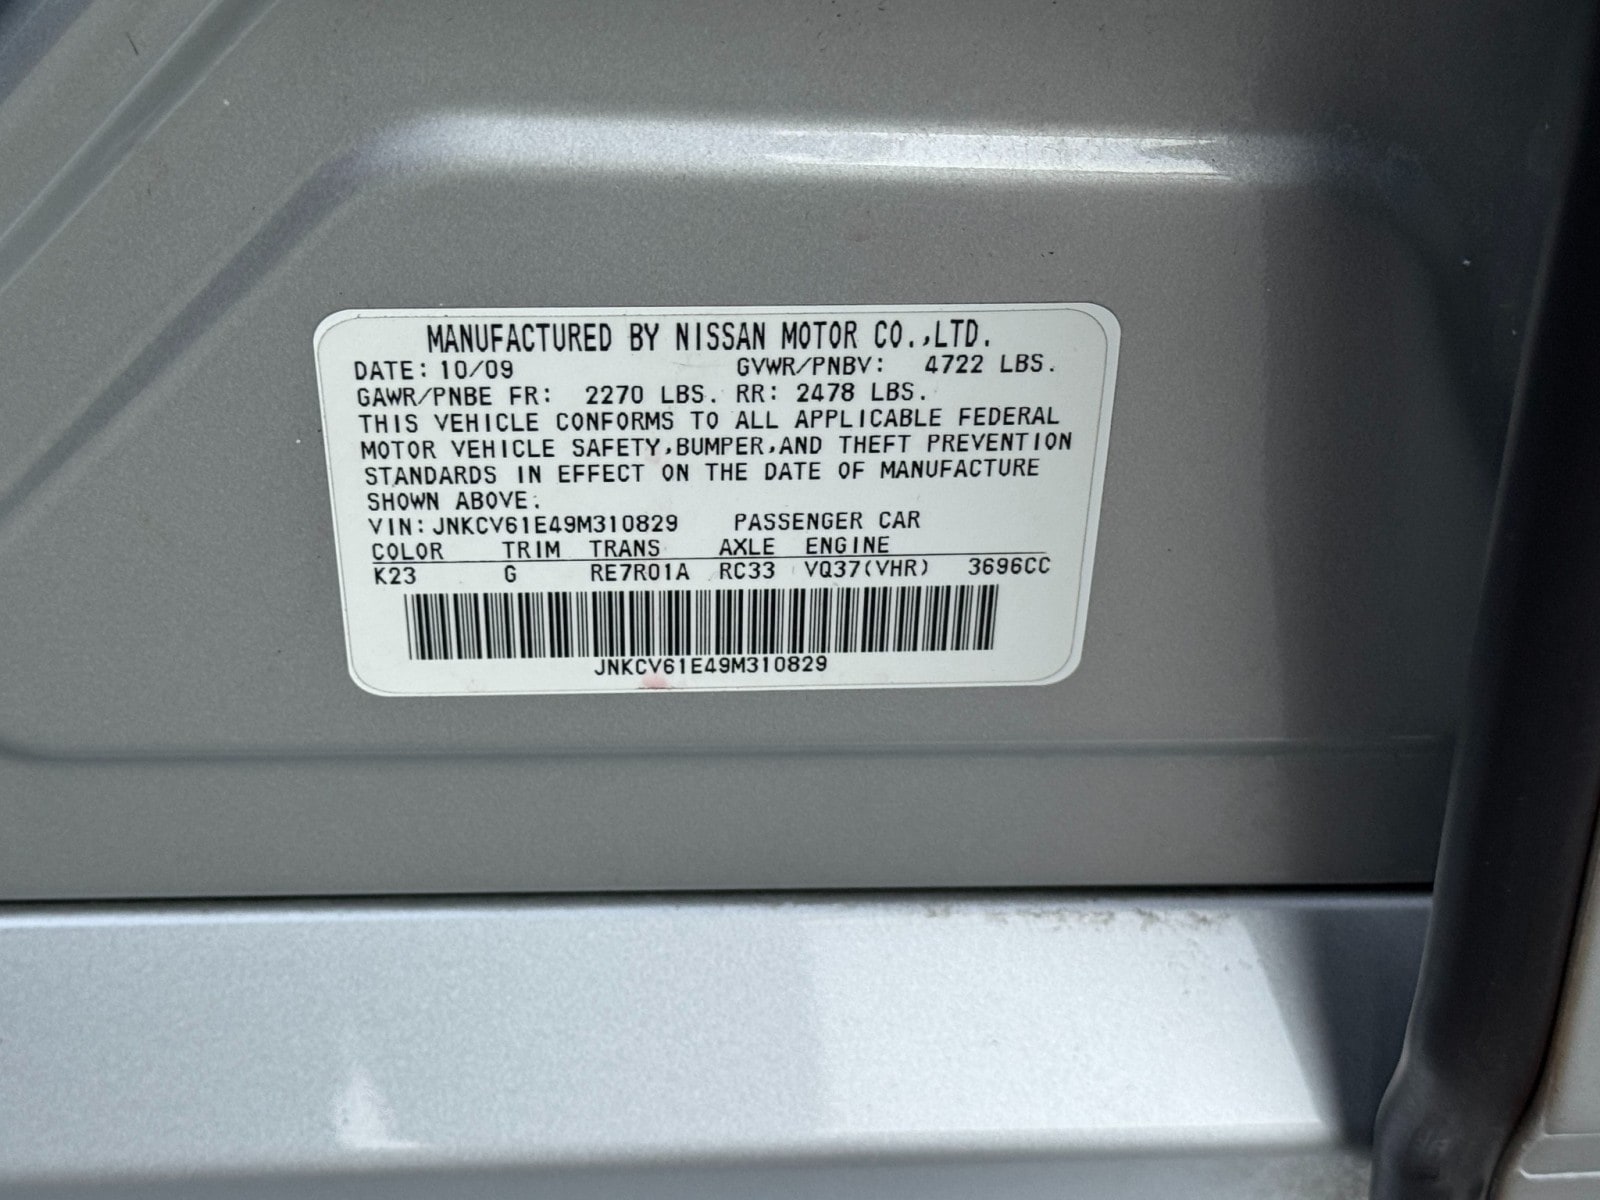 MANUFACTURED BY NISSAN MOTOR CO.,LTD.
DATE: 10/09 GVWR/PNBV: 4722 LBS.
GAWR/PNBE FR: 2270 LBS. RR: 2478 LBS.
THIS VEHICLE CONFORMS TO ALL APPLICABLE FEDERAL
MOTOR VEHICLE SAFETY,BUMPER,AND THEFT PREVENTION
STANDARDS IN EFFECT ON THE DATE OF MANUFACTURE
SHOWN ABOVE.
VIN: JNKCV61E49M310829 PASSENGER CAR
COLOR TRIM TRANS AXLE ENGINE
K23 G RE7R01A RC33 VQ37(VHR) 3696CC
JNKCV61E49M310829